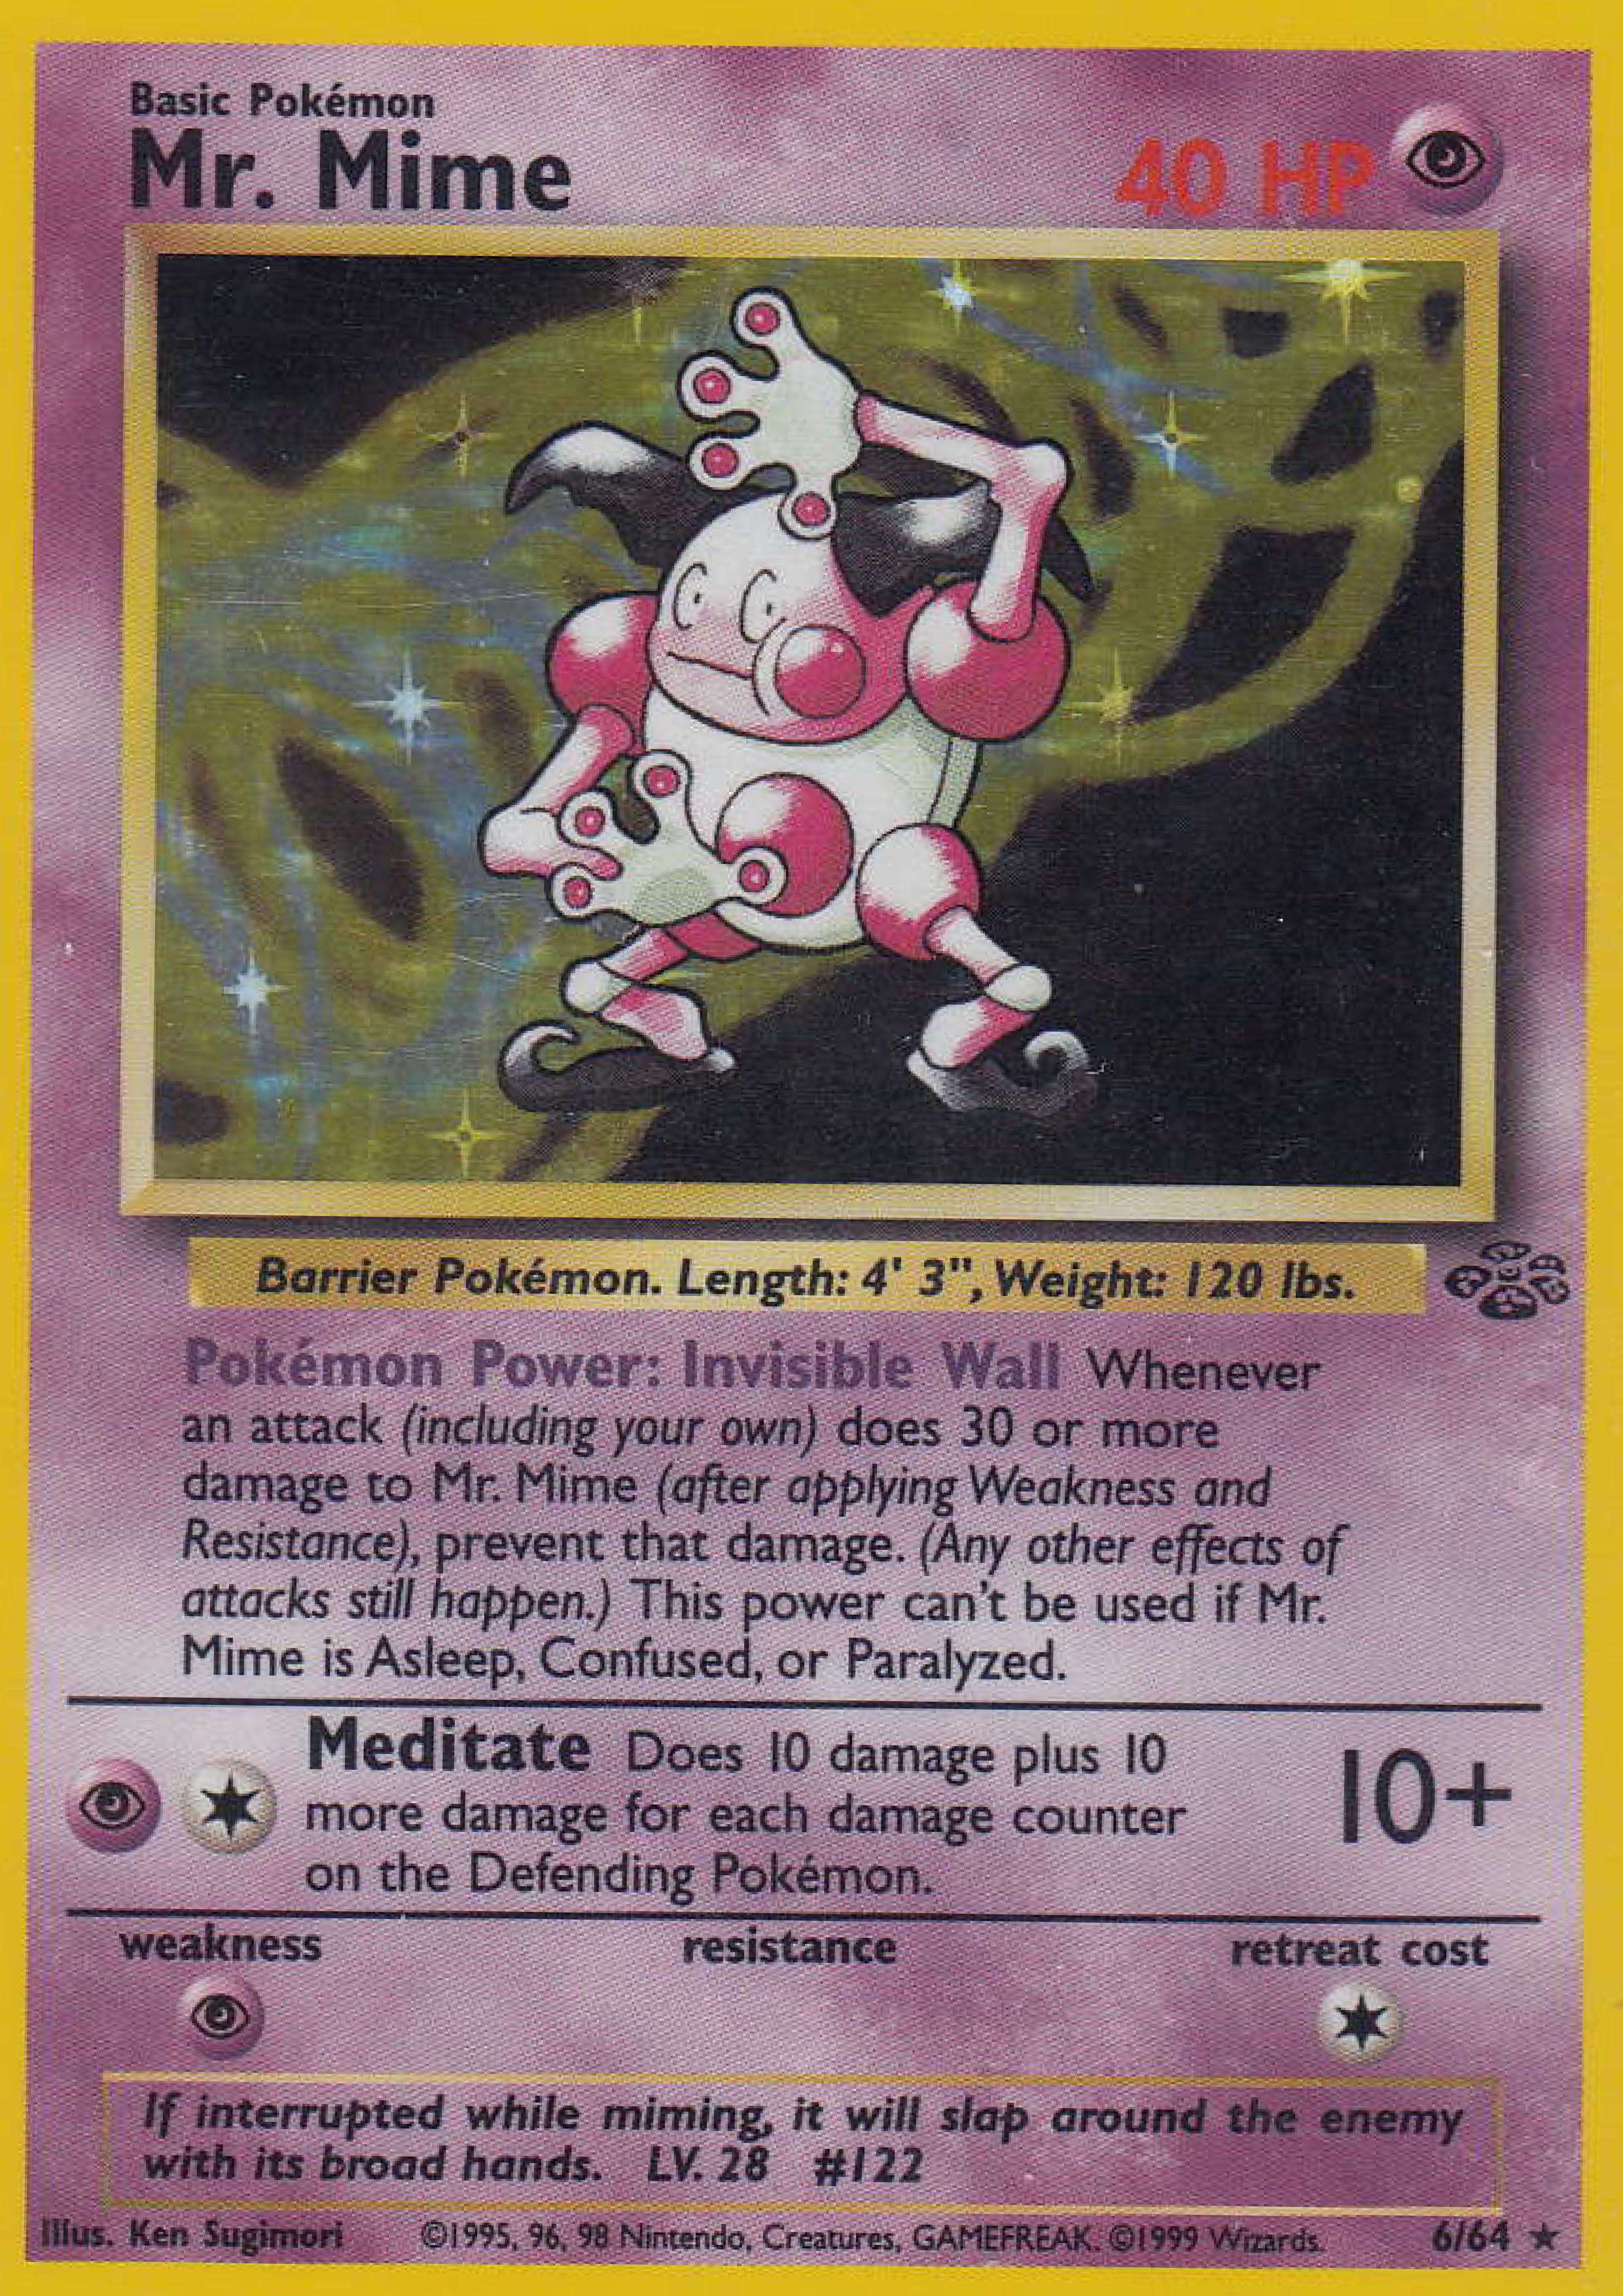 Basic Pokémon
Mr. Mime
40 HP
Barrier Pokémon. Length: 4' 3", Weight: 120 lbs.
Pokémon Power: Invisible Wall Whenever
an attack (including your own) does 30 or more
damage to Mr. Mime (after applying Weakness and
Resistance), prevent that damage. (Any other effects of
attacks still happen.) This power can't be used if Mr.
Mime is Asleep, Confused, or Paralyzed.
Meditate Does 10 damage plus 10
more damage for each damage counter
on the Defending Pokémon.
10+
weakness
resistance
retreat cost
If interrupted while miming, it will slap around the enemy
with its broad hands. LV. 28 #122
Illus. Ken Sugimori ©1995, 96, 98 Nintendo, Creatures, GAMEFREAK. ©1999 Wizards. 6/64 ★